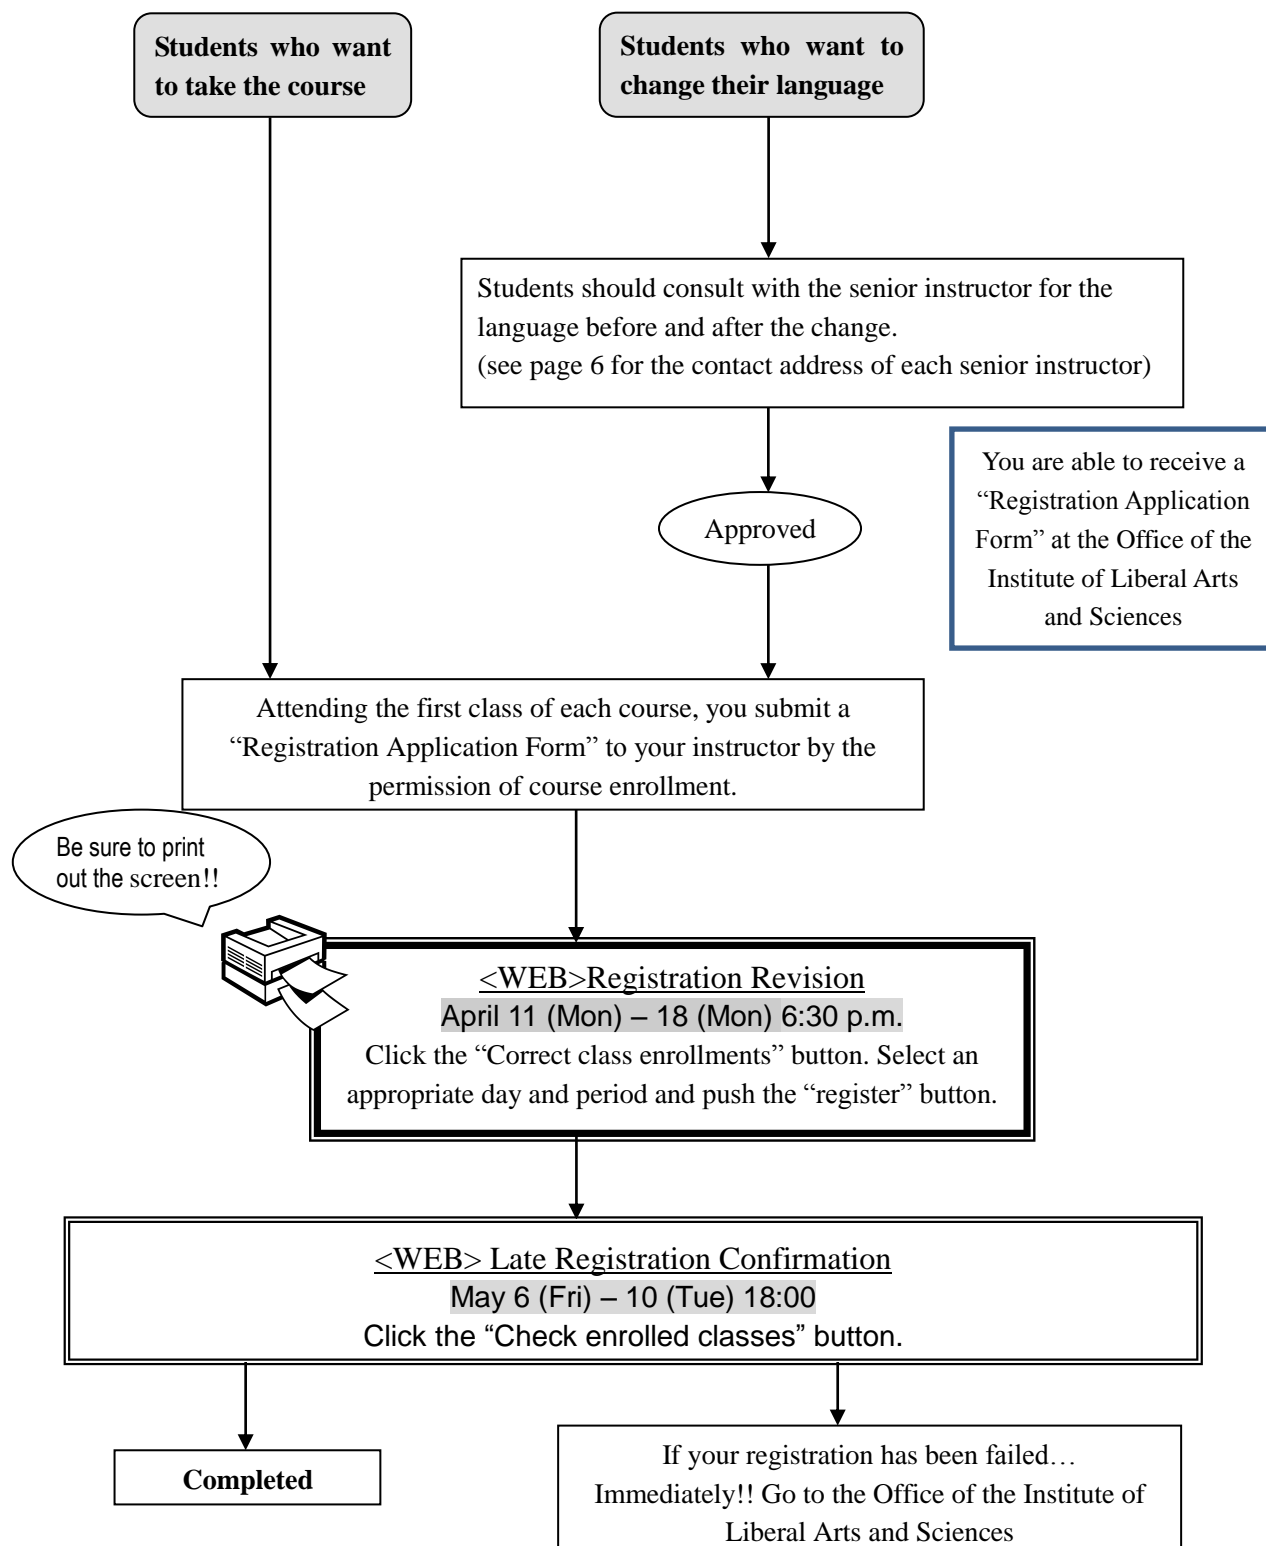 Students who want
to take the course
Students who want to
change their language
Students should consult with the senior instructor for the
language before and after the change.
(see page 6 for the contact address of each senior instructor)
You are able to receive a
“Registration Application
Form” at the Office of the
Institute of Liberal Arts
and Sciences
Approved
Attending the first class of each course, you submit a
“Registration Application Form” to your instructor by the
permission of course enrollment.
Be sure to print
out the screen!!
<WEB>Registration Revision
April 11 (Mon) – 18 (Mon) 6:30 p.m.
Click the “Correct class enrollments” button. Select an
appropriate day and period and push the “register” button.
<WEB> Late Registration Confirmation
May 6 (Fri) – 10 (Tue) 18:00
Click the “Check enrolled classes” button.
Completed
If your registration has been failed…
Immediately!! Go to the Office of the Institute of
Liberal Arts and Sciences